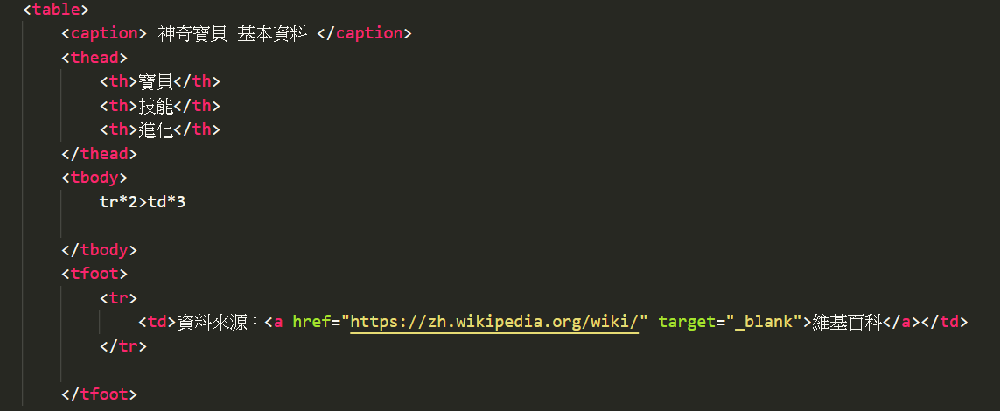 <table>
<caption> 神奇寶貝 基本資料 </caption>
<thead>
<th>寶貝</th>
<th>技能</th>
<th>進化</th>
</thead>
<tbody>
tr*2>td*3
</tbody>
<tfoot>
<tr>
<td>資料來源：<a href="https://zh.wikipedia.org/wiki/" target="_blank">維基百科</a></td>
</tr>
</tfoot>